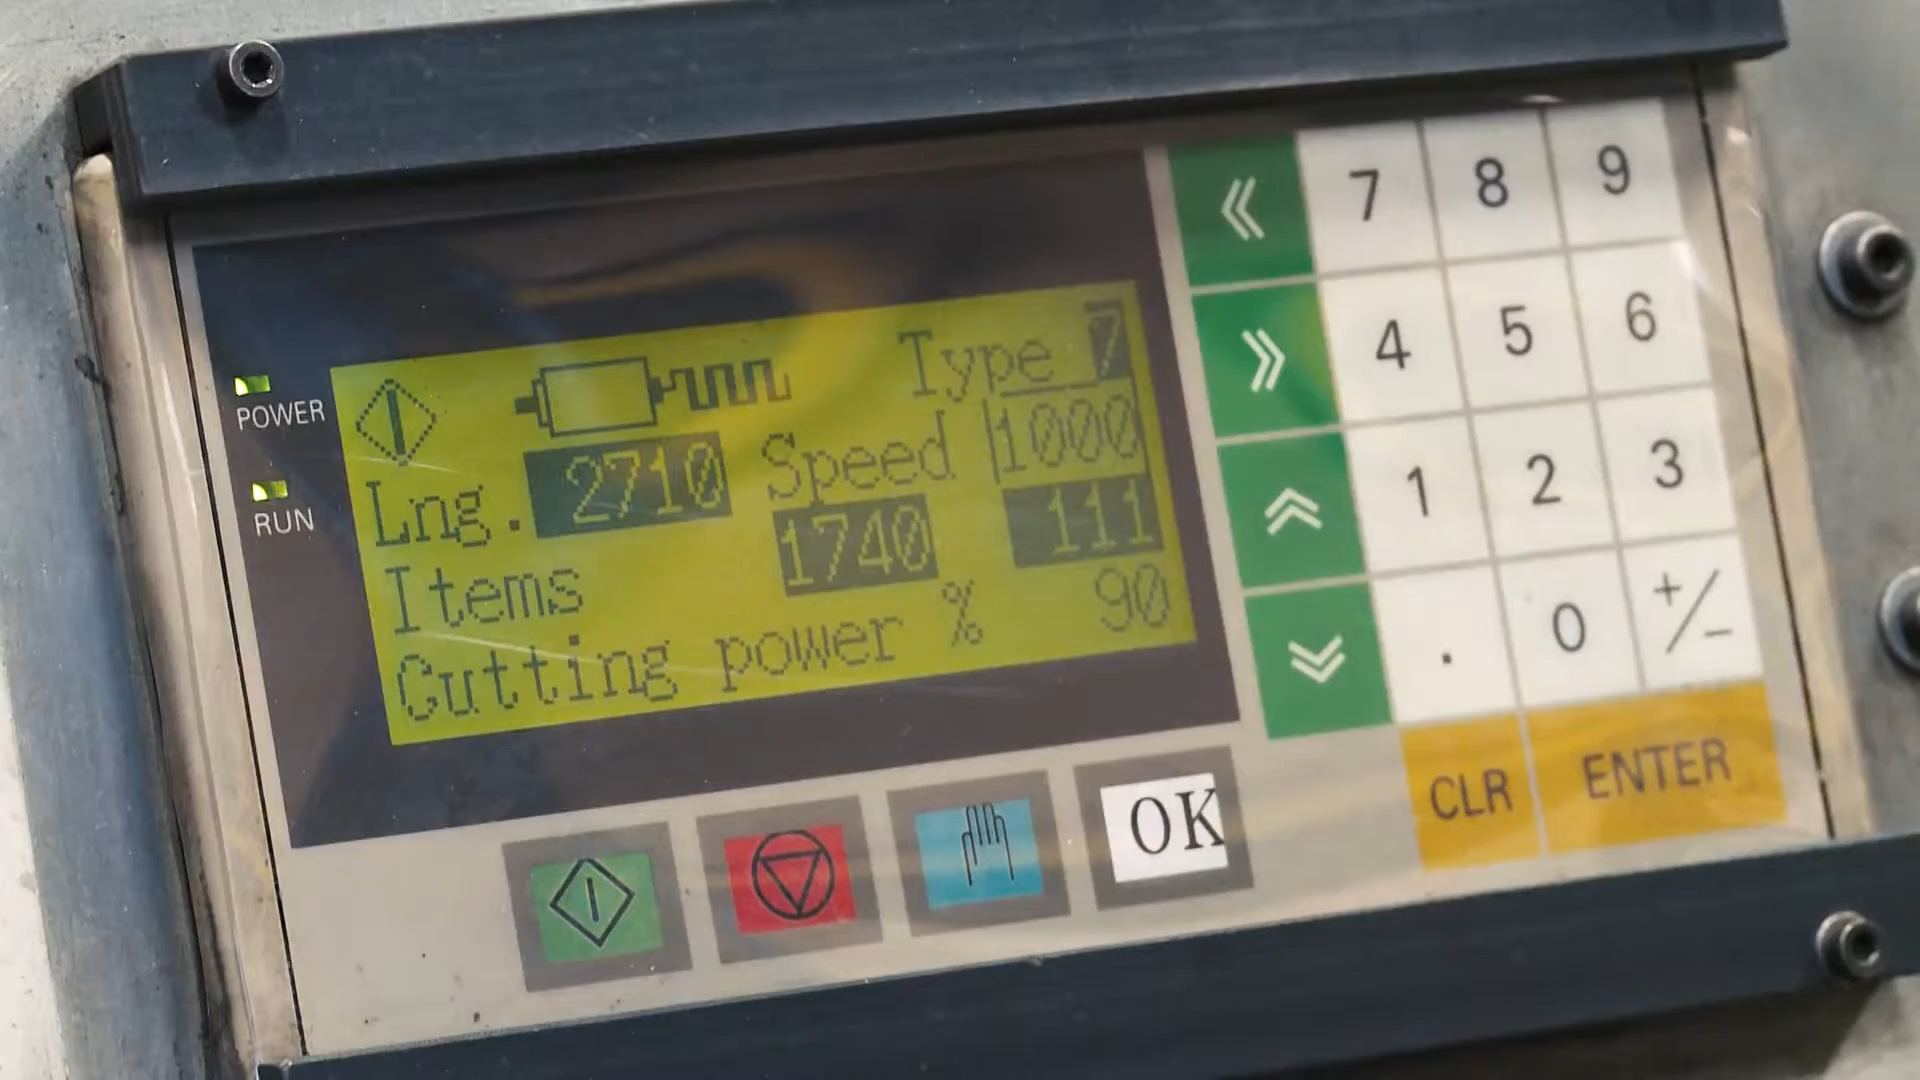 POWER
RUN
Type 7
Lng. 2710 Speed 1000
Items 1740 111
Cutting power % 90
7 8 9
4 5 6
1 2 3
. 0 +/−
CLR ENTER
OK